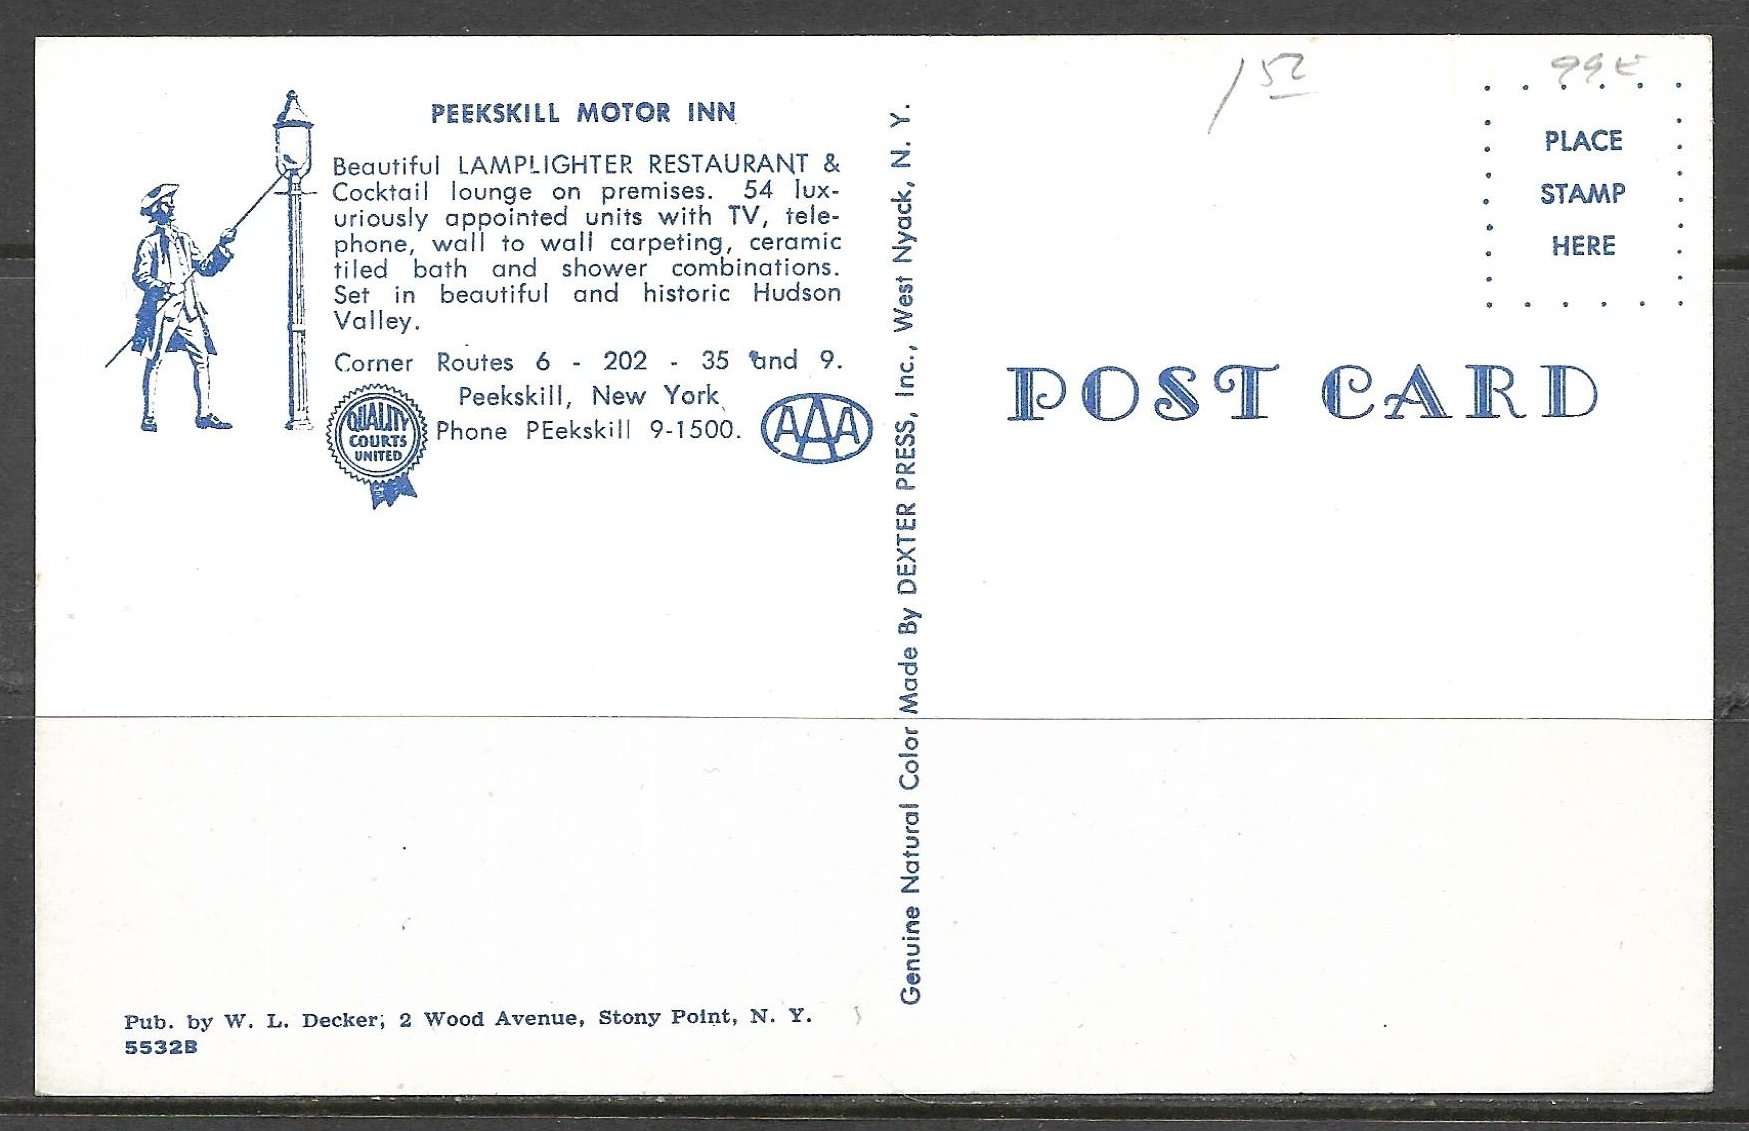 PEEKSKILL MOTOR INN
Beautiful LAMPLIGHTER RESTAURANT &
Cocktail lounge on premises. 54 lux-
uriously appointed units with TV, tele-
phone, wall to wall carpeting, ceramic
tiled bath and shower combinations.
Set in beautiful and historic Hudson
Valley.
Corner Routes 6 - 202 - 35 and 9.
Peekskill, New York
Phone PEekskill 9-1500.
QUALITY
COURTS
UNITED
AAA
Pub. by W. L. Decker, 2 Wood Avenue, Stony Point, N. Y.
5532B
Genuine Natural Color Made By DEXTER PRESS, Inc., West Nyack, N. Y.
99¢
PLACE
STAMP
HERE
POST CARD